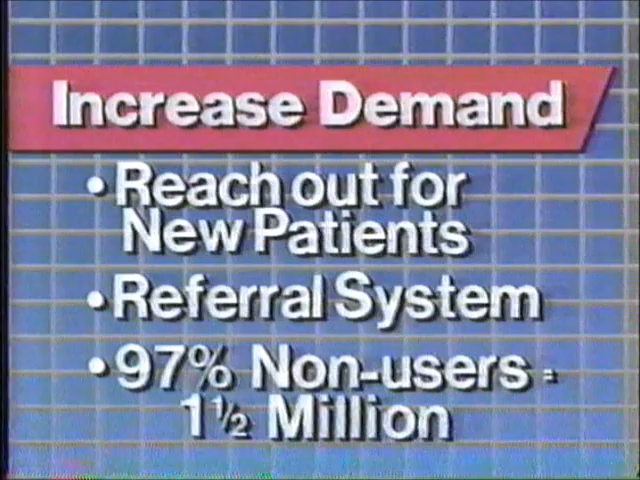 Increase Demand
• Reach out for
New Patients
• Referral System
• 97% Non-users =
1½ Million